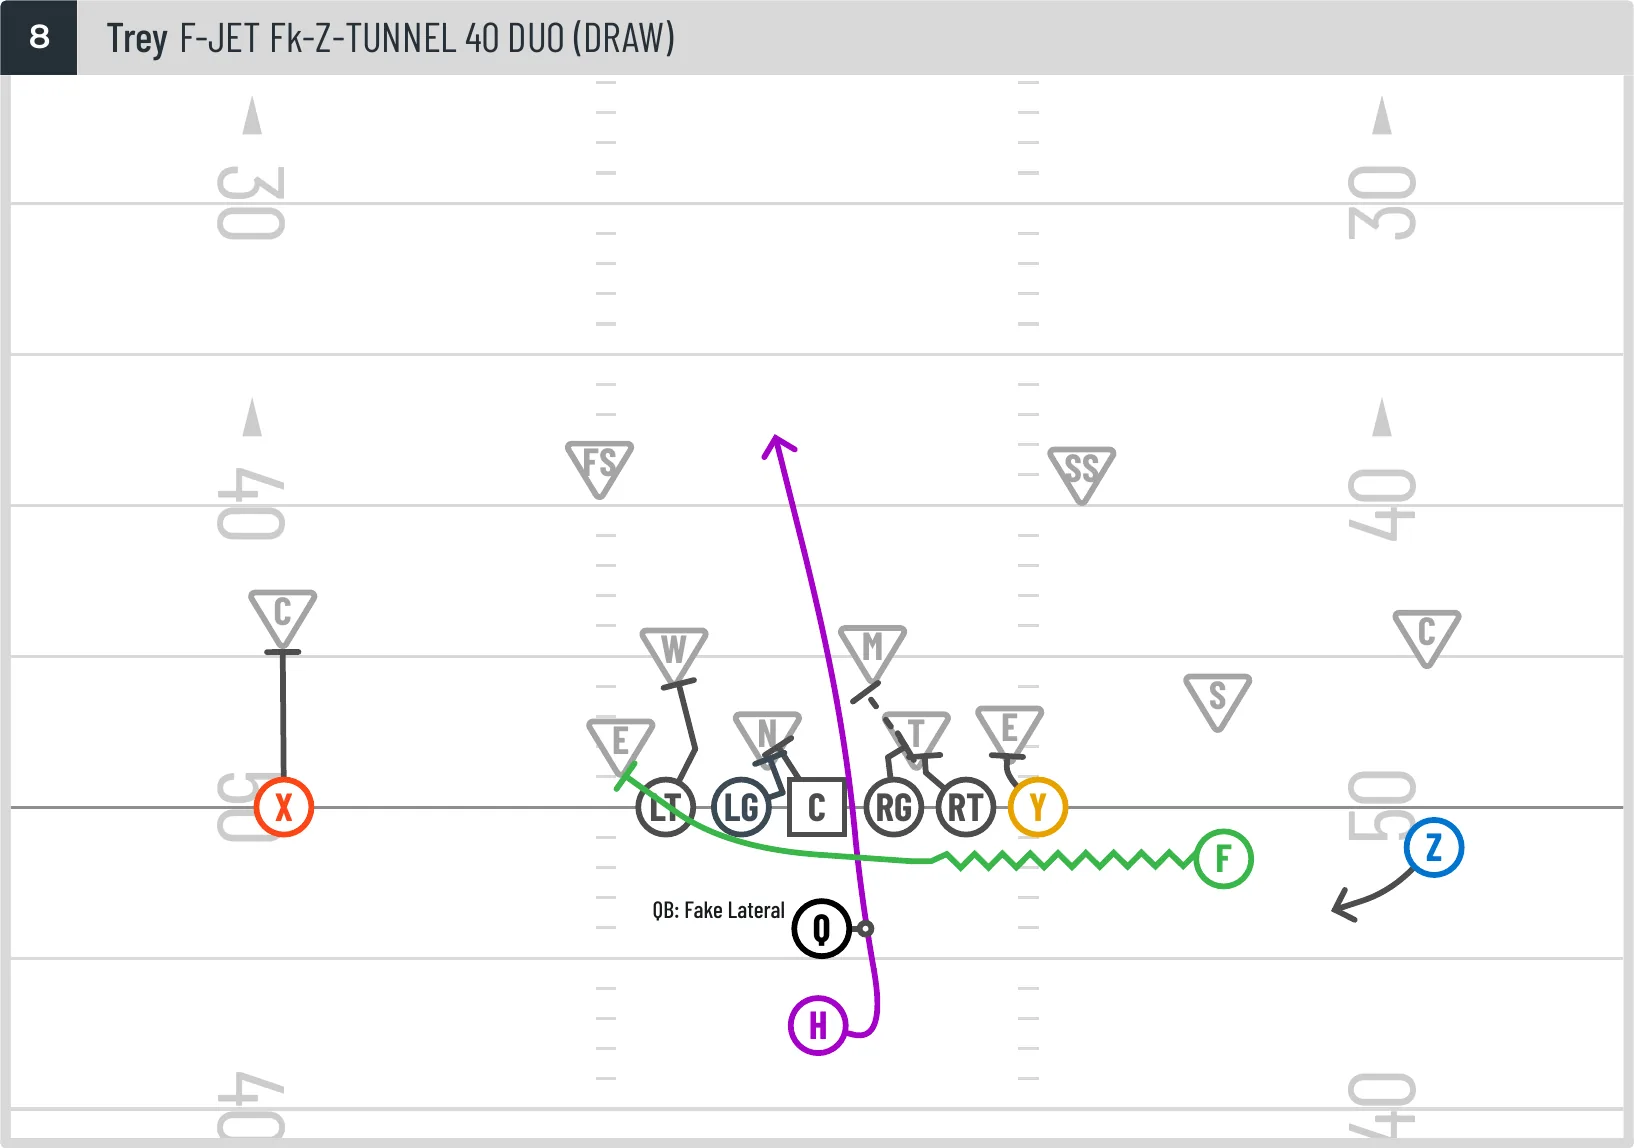 8
Trey F-JET Fk-Z-TUNNEL 40 DUO (DRAW)
30 30
FS SS
40 40
C C
W M
S
E N T E
50 50
X LT LG C RG RT Y
Z
F
QB: Fake Lateral Q
H
40 40